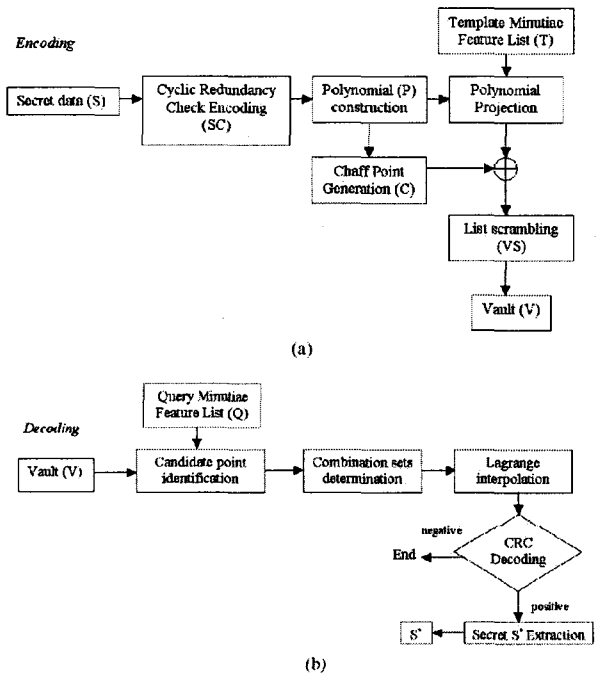 Encoding
Template Minutiae
Feature List (T)
Secret data (S)
Cyclic Redundancy
Check Encoding
(SC)
Polynomial (P)
construction
Polynomial
Projection
Chaff Point
Generation (C)
List scrambling
(VS)
Vault (V)
(a)
Query Minutiae
Feature List (Q)
Decoding
Vault (V)
Candidate point
identification
Combination sets
determination
Lagrange
interpolation
negative
CRC
Decoding
End
positive
S*
Secret S* Extraction
(b)